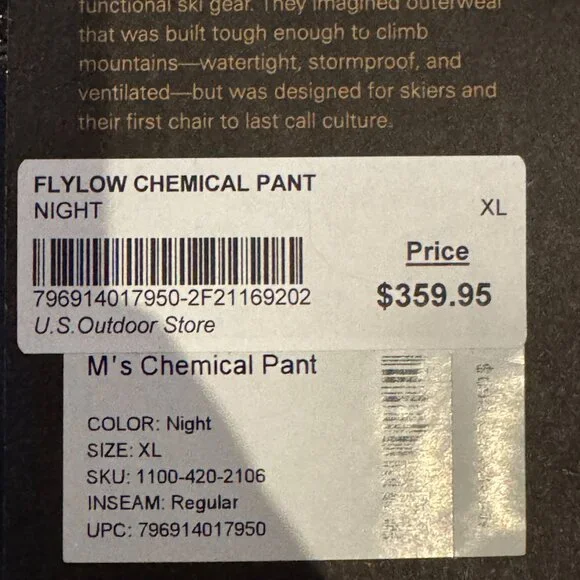 functional ski gear. They imagined outerwear
that was built tough enough to climb
mountains—watertight, stormproof, and
ventilated—but was designed for skiers and
their first chair to last call culture.
FLYLOW CHEMICAL PANT
NIGHT
XL
796914017950-2F21169202
Price
$359.95
U.S.Outdoor Store
M's Chemical Pant
COLOR: Night
SIZE: XL
SKU: 1100-420-2106
INSEAM: Regular
UPC: 796914017950